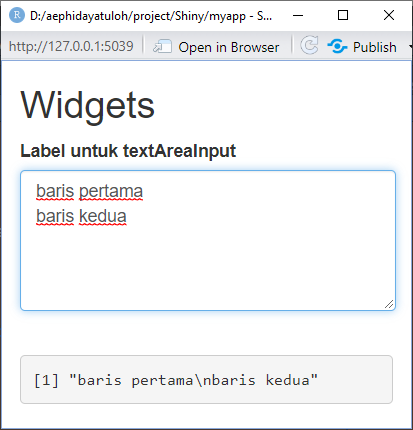 D:/aephidayatuloh/project/Shiny/myapp - S...
http://127.0.0.1:5039 Open in Browser Publish
Widgets
Label untuk textAreaInput
baris pertama
baris kedua
[1] "baris pertama\nbaris kedua"